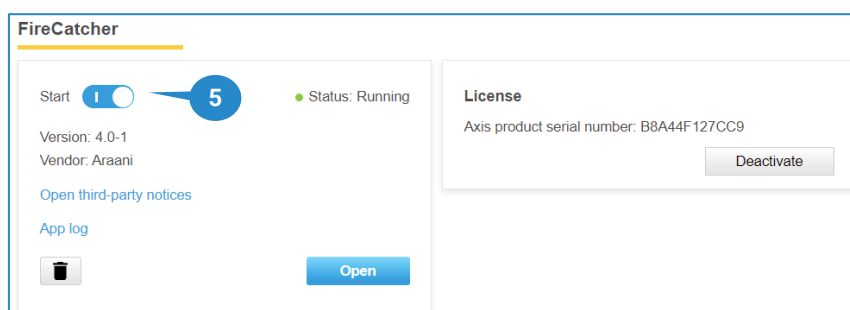 FireCatcher
Start
5
Status: Running
Version: 4.0-1
Vendor: Araani
Open third-party notices
App log
Open
License
Axis product serial number: B8A44F127CC9
Deactivate